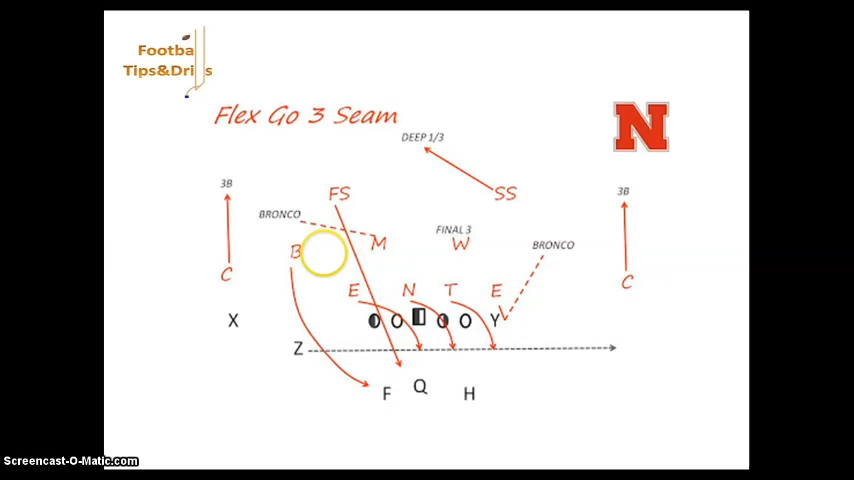 Footba
Tips&Dri s
Flex Go 3 Seam
N
DEEP 1/3
3B
FS
SS
3B
BRONCO
FINAL 3
BRONCO
B
M
W
C
C
E
N
T
E
X
O
O
Y
Z
F
Q
H
Screencast-O-Matic.com